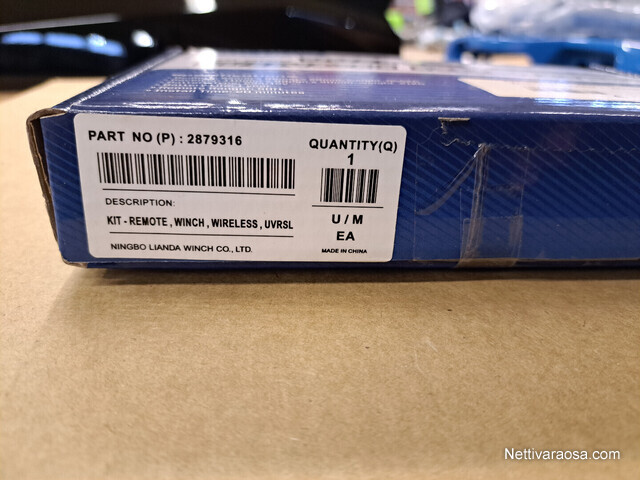 PART NO (P) : 2879316
QUANTITY(Q)
1
DESCRIPTION:
KIT - REMOTE , WINCH , WIRELESS , UVRSL
U / M
EA
NINGBO LIANDA WINCH CO., LTD.
MADE IN CHINA
Nettivaraosa.com